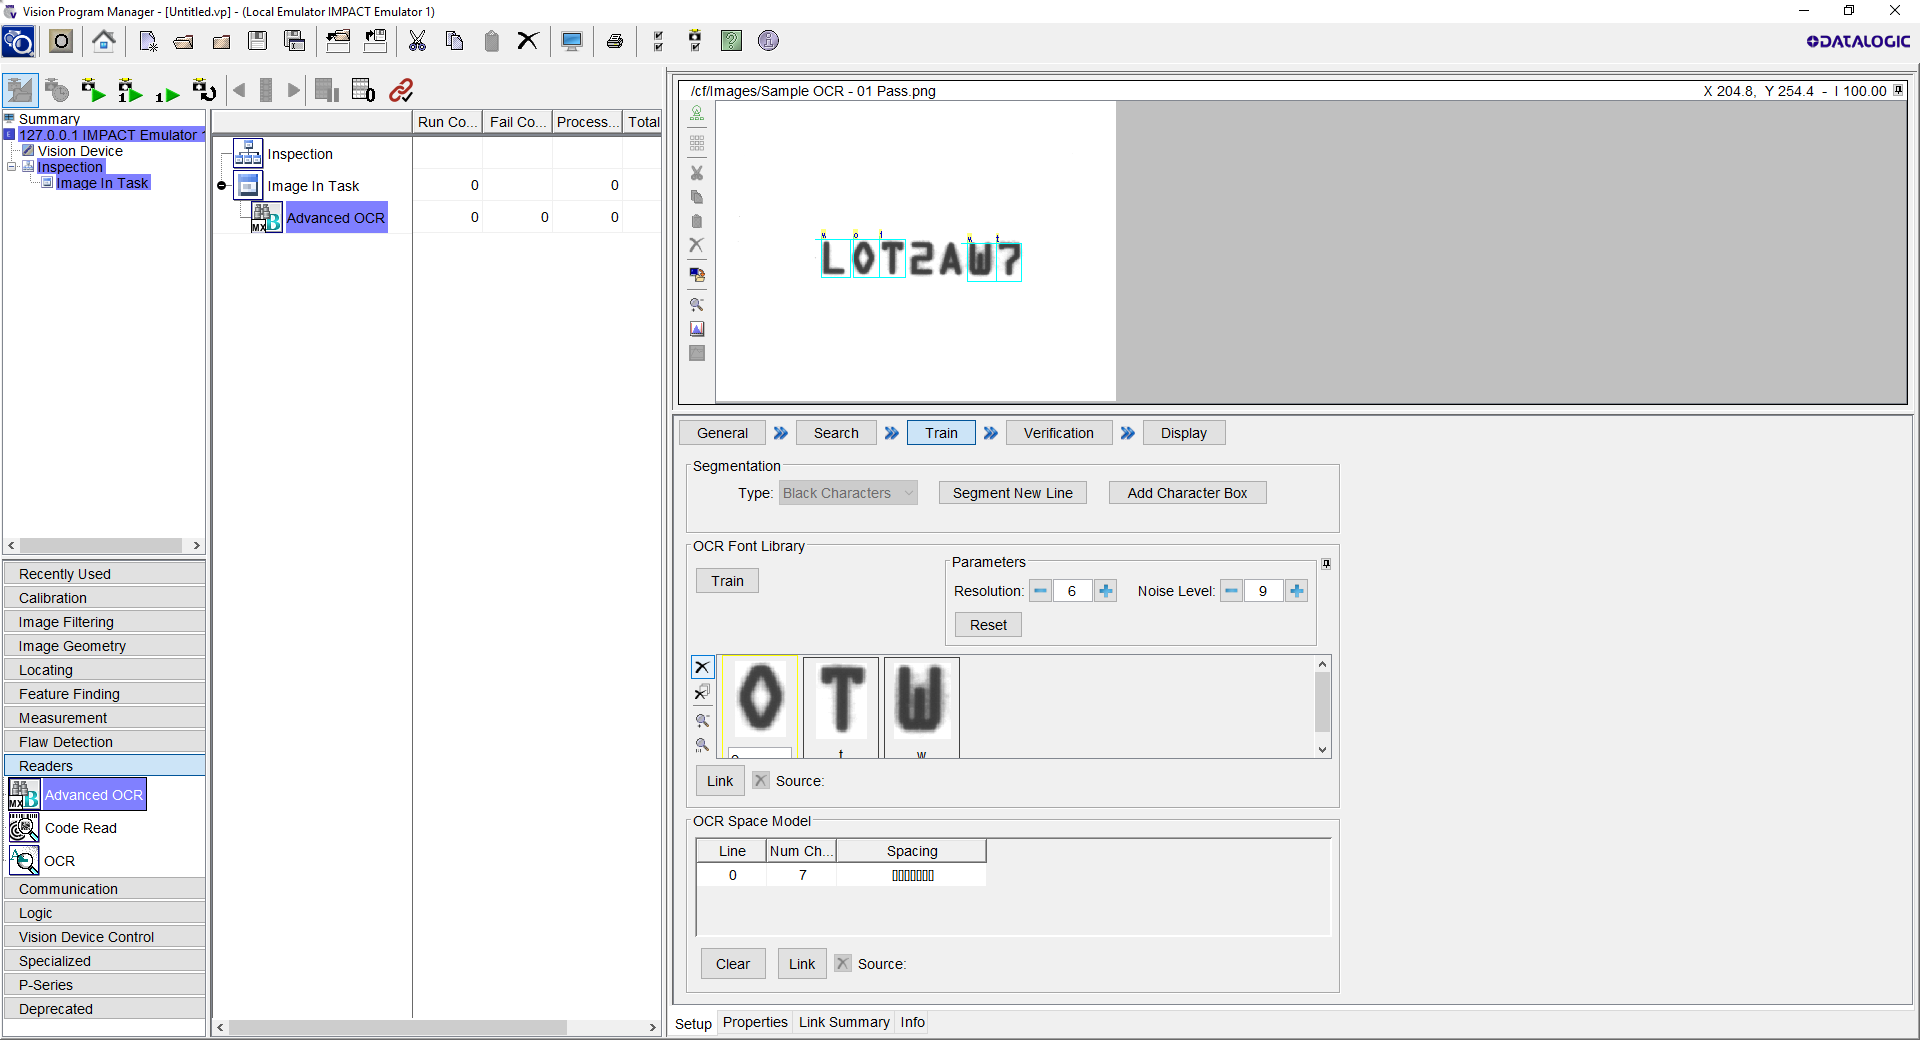 Vision Program Manager - [Untitled.vp] - (Local Emulator IMPACT Emulator 1)
DATALOGIC
Summary
127.0.0.1 IMPACT Emulator
Vision Device
Inspection
Image In Task
Run Co... Fail Co... Process... Total
Inspection
Image In Task 0 0
MX B Advanced OCR 0 0 0
/cf/Images/Sample OCR - 01 Pass.png X 204.8, Y 254.4 - I 100.00
w o t w t
LOT2AW7
General Search Train Verification Display
Segmentation
Type: Black Characters Segment New Line Add Character Box
OCR Font Library
Train
Parameters
Resolution: 6 Noise Level: 9
Reset
O T W
t w
Link Source:
OCR Space Model
Line Num Ch... Spacing
0 7
Clear Link Source:
Setup Properties Link Summary Info
Recently Used
Calibration
Image Filtering
Image Geometry
Locating
Feature Finding
Measurement
Flaw Detection
Readers
MX B Advanced OCR
Code Read
OCR
Communication
Logic
Vision Device Control
Specialized
P-Series
Deprecated